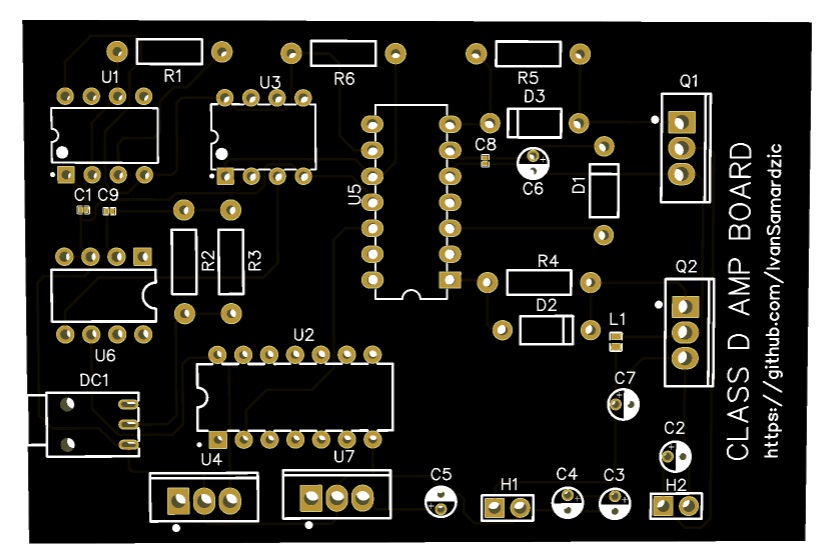 U1
R1
U3
R6
R5
Q1
D3
C8
C6
D1
U5
C1 C9
R2
R3
R4
Q2
D2
L1
U6
U2
DC1
C7
C2
U4
U7
C5
H1
C4
C3
H2
CLASS D AMP BOARD
https://github.com/IvanSamardzic